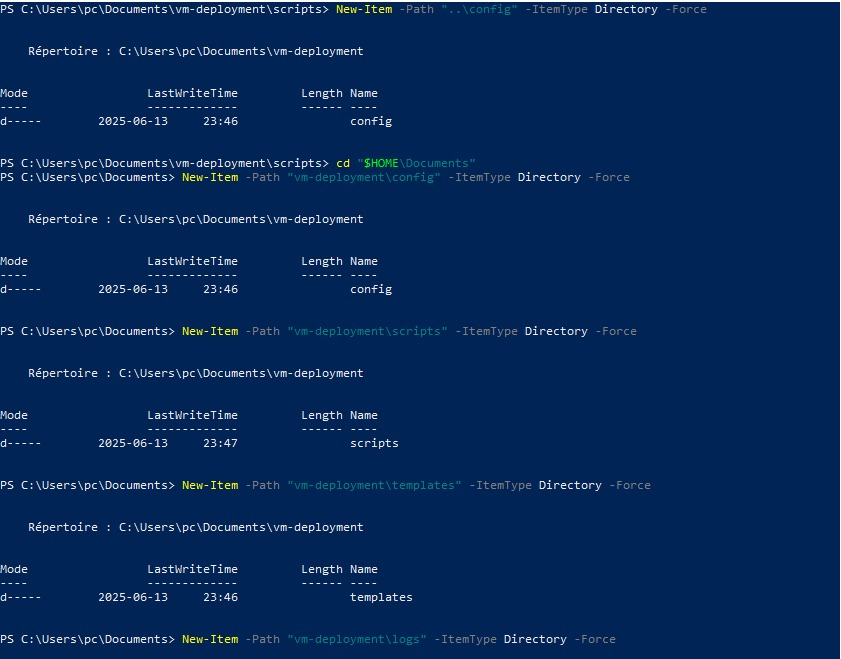 PS C:\Users\pc\Documents\vm-deployment\scripts> New-Item -Path "..\config" -ItemType Directory -Force
Répertoire : C:\Users\pc\Documents\vm-deployment
Mode LastWriteTime Length Name
---- ------------- ------ ----
d----- 2025-06-13 23:46 config
PS C:\Users\pc\Documents\vm-deployment\scripts> cd "$HOME\Documents"
PS C:\Users\pc\Documents> New-Item -Path "vm-deployment\config" -ItemType Directory -Force
Répertoire : C:\Users\pc\Documents\vm-deployment
Mode LastWriteTime Length Name
---- ------------- ------ ----
d----- 2025-06-13 23:46 config
PS C:\Users\pc\Documents> New-Item -Path "vm-deployment\scripts" -ItemType Directory -Force
Répertoire : C:\Users\pc\Documents\vm-deployment
Mode LastWriteTime Length Name
---- ------------- ------ ----
d----- 2025-06-13 23:47 scripts
PS C:\Users\pc\Documents> New-Item -Path "vm-deployment\templates" -ItemType Directory -Force
Répertoire : C:\Users\pc\Documents\vm-deployment
Mode LastWriteTime Length Name
---- ------------- ------ ----
d----- 2025-06-13 23:46 templates
PS C:\Users\pc\Documents> New-Item -Path "vm-deployment\logs" -ItemType Directory -Force